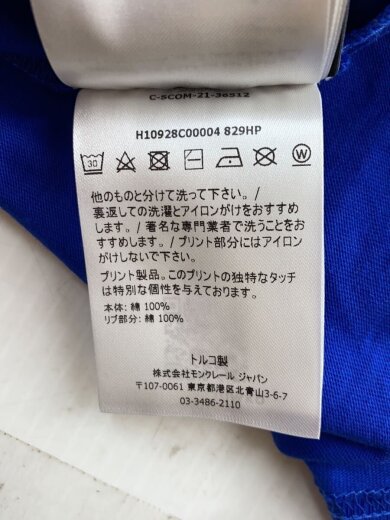 C-SCOM-21-36512
H10928C00004 829HP
30
W
他のものと分けて洗って下さい。/
裏返しての洗濯とアイロンがけをおすすめ
します。/ 著名な専門業者で洗うことをお
すすめします。/ プリント部分にはアイロン
がけしないで下さい。
プリント製品。このプリントの独特なタッチ
は特別な個性を与えております。
本体: 綿 100%
リブ部分: 綿 100%
トルコ製
株式会社モンクレール ジャパン
〒107-0061 東京都港区北青山3-6-7
03-3486-2110